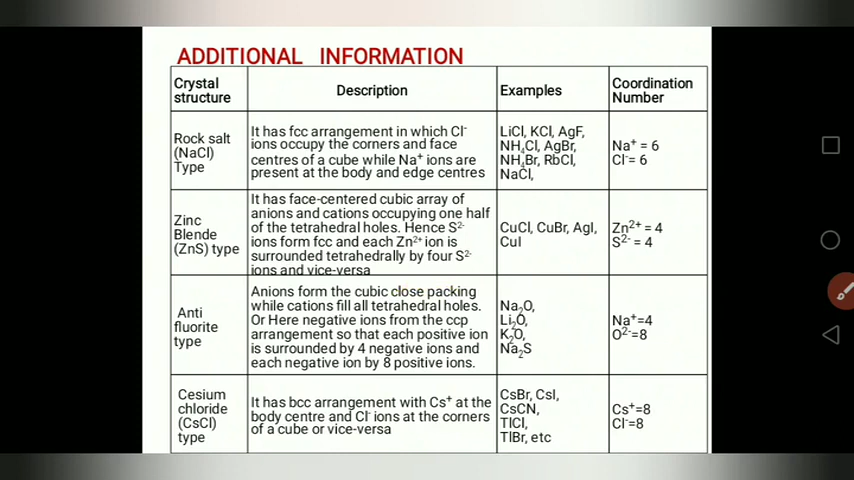 ADDITIONAL INFORMATION
Crystal
structure
Description
Examples
Coordination
Number
Rock salt
(NaCl)
Type
It has fcc arrangement in which Cl⁻
ions occupy the corners and face
centres of a cube while Na⁺ ions are
present at the body and edge centres
LiCl, KCl, AgF,
NH₄Cl, AgBr,
NH₄Br, RbCl,
NaCl,
Na⁺ = 6
Cl⁻= 6
Zinc
Blende
(ZnS) type
It has face-centered cubic array of
anions and cations occupying one half
of the tetrahedral holes. Hence S²⁻
ions form fcc and each Zn²⁺ ion is
surrounded tetrahedrally by four S²⁻
ions and vice-versa
CuCl, CuBr, AgI,
CuI
Zn²⁺ = 4
S²⁻ = 4
Anti
fluorite
type
Anions form the cubic close packing
while cations fill all tetrahedral holes.
Or Here negative ions from the ccp
arrangement so that each positive ion
is surrounded by 4 negative ions and
each negative ion by 8 positive ions.
Na₂O,
Li₂O,
K₂O,
Na₂S
Na⁺=4
O²⁻=8
Cesium
chloride
(CsCl)
type
It has bcc arrangement with Cs⁺ at the
body centre and Cl⁻ ions at the corners
of a cube or vice-versa
CsBr, CsI,
CsCN,
TlCl,
TlBr, etc
Cs⁺=8
Cl⁻=8